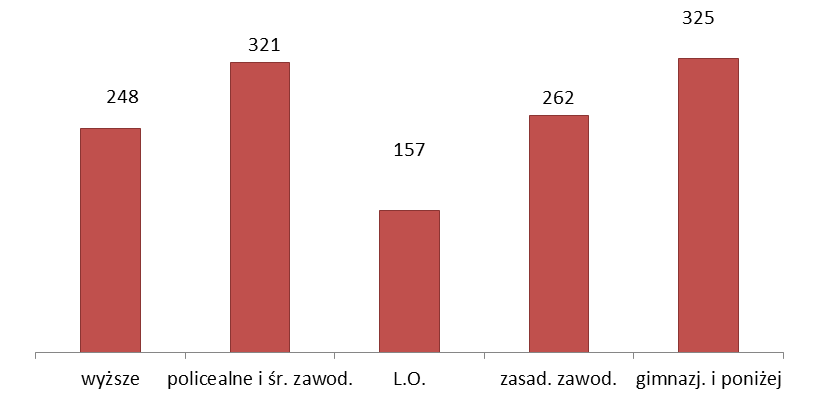 248
321
157
262
325
wyższe
policealne i śr. zawod.
L.O.
zasad. zawod.
gimnazj. i poniżej